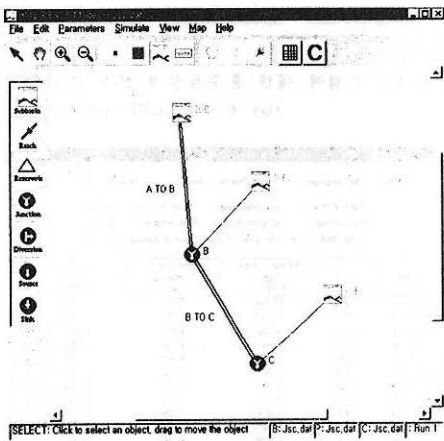 File Edit Parameters Simulate View Map Help
C
Subbasin
Reach
Reservoir
Junction
Diversion
Source
Sink
A TO B
B
B TO C
C
SELECT: Click to select an object, drag to move the object
B: Jsc.dat P: Jsc.dat C: Jsc.dat : Run 1